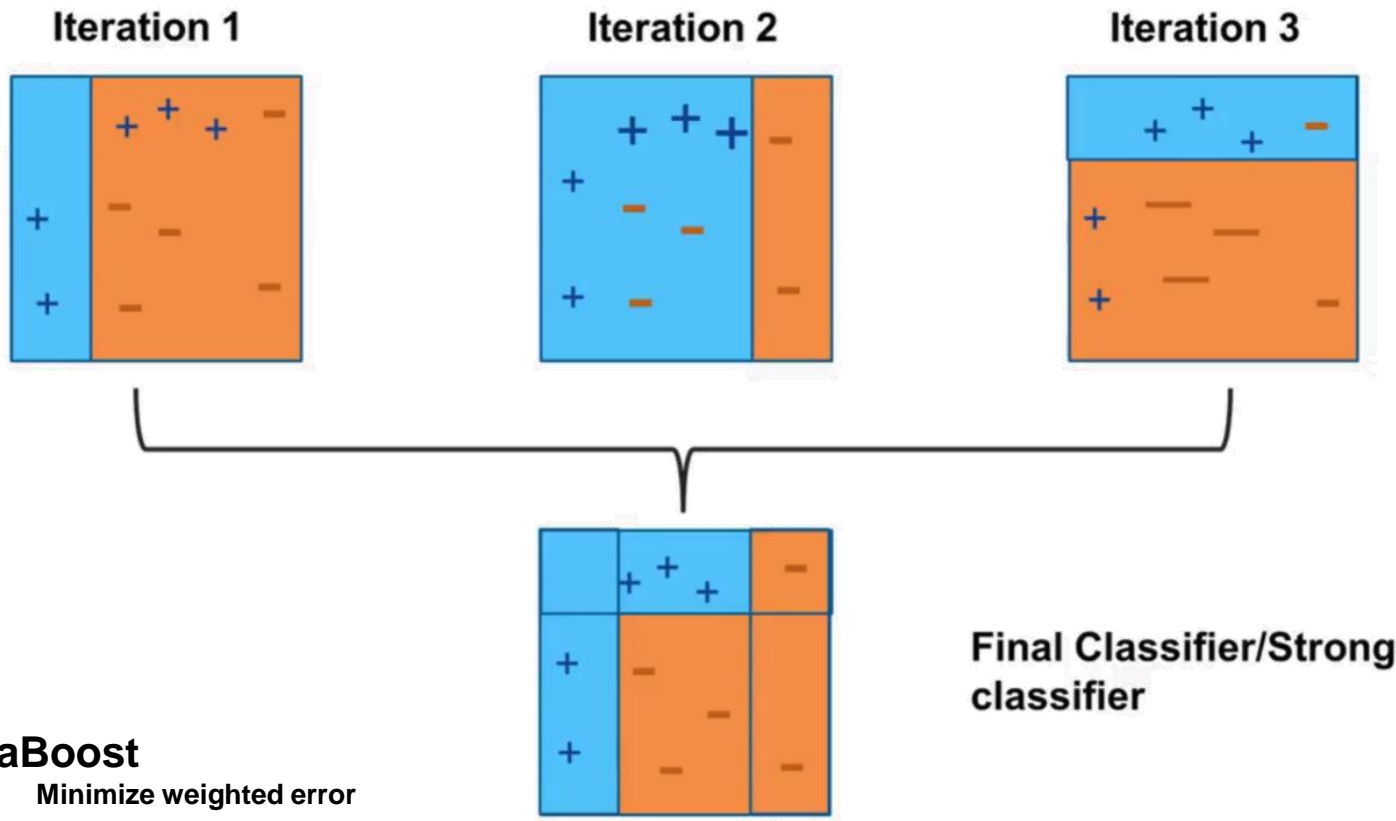 Iteration 1
Iteration 2
Iteration 3
Final Classifier/Strong
classifier
aBoost
Minimize weighted error